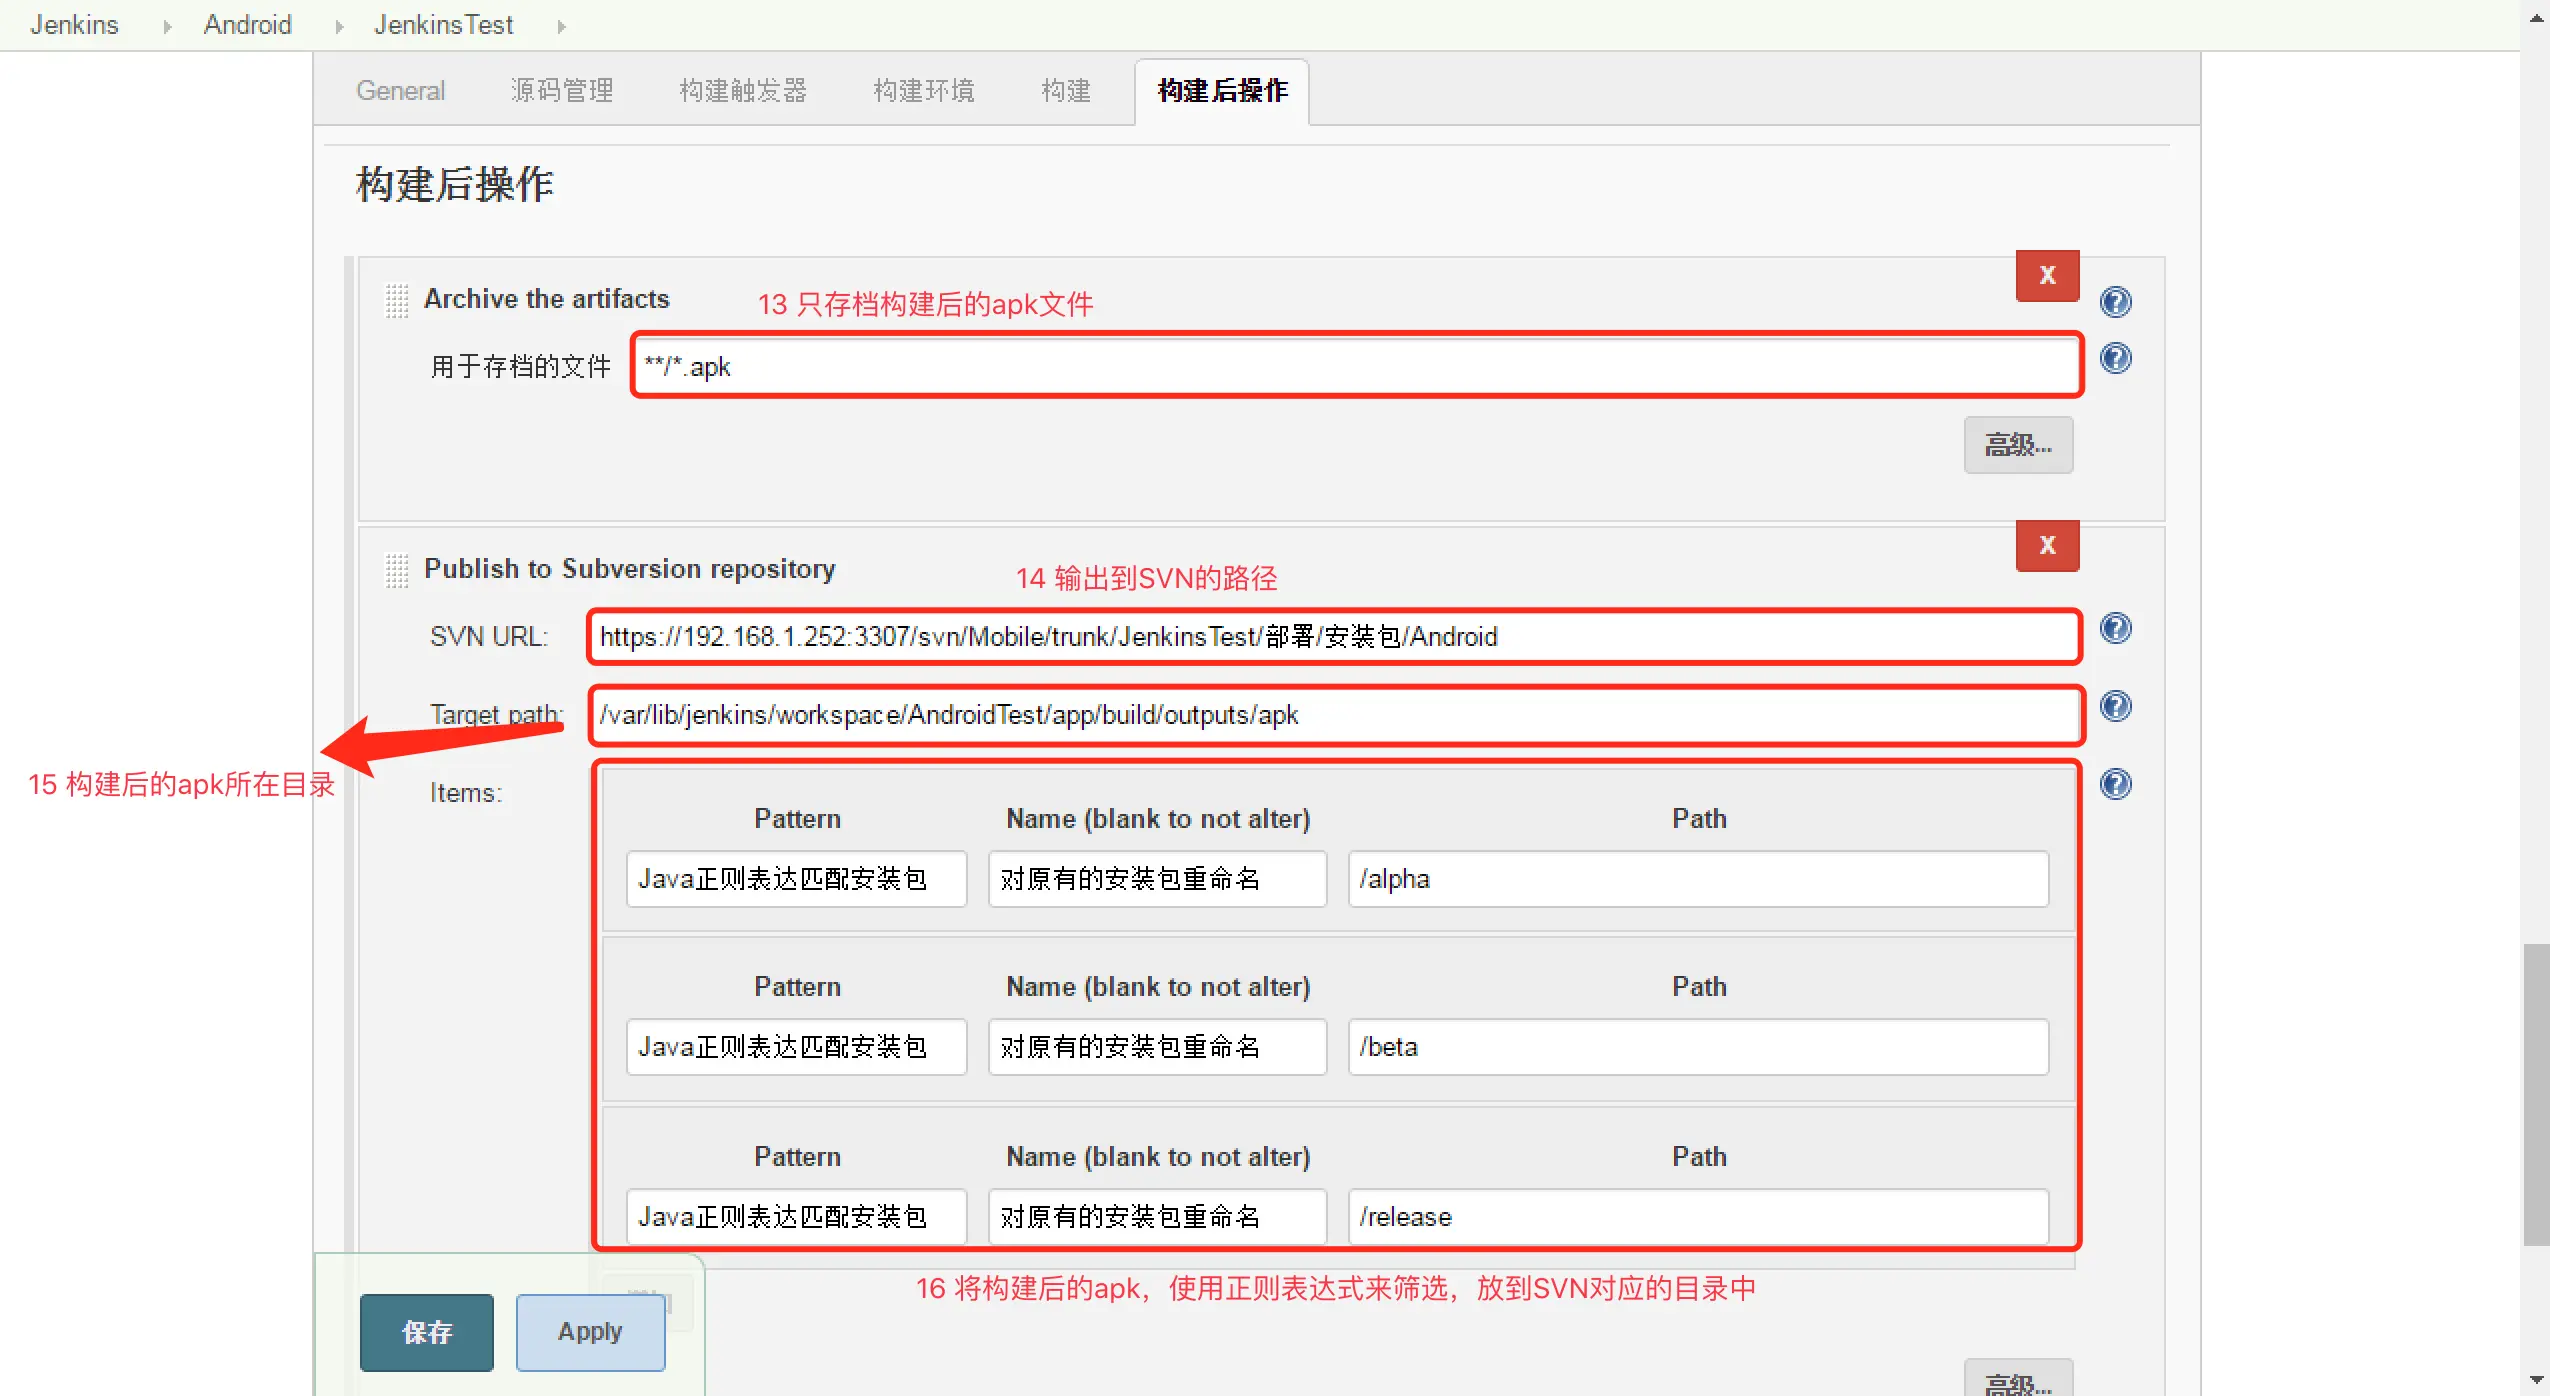 Jenkins Android JenkinsTest
General 源码管理 构建触发器 构建环境 构建 构建后操作
构建后操作
X
Archive the artifacts 13 只存档构建后的apk文件
用于存档的文件 **/*.apk
高级...
X
Publish to Subversion repository 14 输出到SVN的路径
SVN URL: https://192.168.1.252:3307/svn/Mobile/trunk/JenkinsTest/部署/安装包/Android
Target path: /var/lib/jenkins/workspace/AndroidTest/app/build/outputs/apk
15 构建后的apk所在目录
Items:
Pattern Name (blank to not alter) Path
Java正则表达匹配安装包 对原有的安装包重命名 /alpha
Pattern Name (blank to not alter) Path
Java正则表达匹配安装包 对原有的安装包重命名 /beta
Pattern Name (blank to not alter) Path
Java正则表达匹配安装包 对原有的安装包重命名 /release
16 将构建后的apk，使用正则表达式来筛选，放到SVN对应的目录中
保存 Apply
高级...